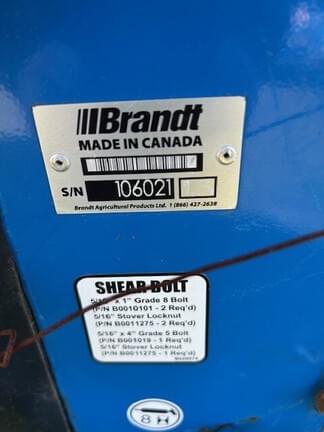 Brandt
MADE IN CANADA
S/N 106021
Brandt Agricultural Products Ltd. 1 (866) 427-2638
SHEAR BOLT
5/16" x 1" Grade 8 Bolt
(P/N B0010101 - 2 Req'd)
5/16" Stover Locknut
(P/N B0011275 - 2 Req'd)
5/16" x 4" Grade 5 Bolt
(P/N B001019 - 1 Req'd)
5/16" Stover Locknut
(P/N B0011275 - 1 Req'd)
8 H